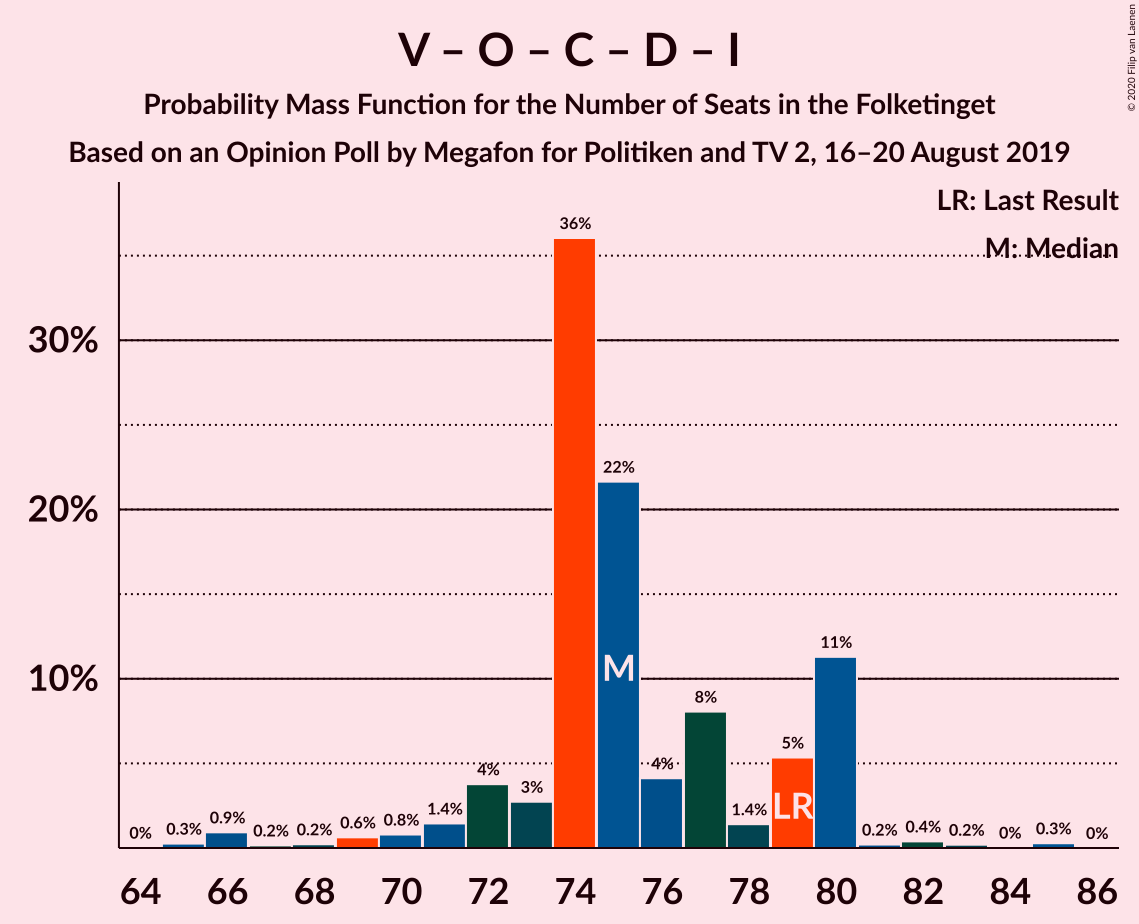 V – O – C – D – I
Probability Mass Function for the Number of Seats in the Folketinget
Based on an Opinion Poll by Megafon for Politiken and TV 2, 16–20 August 2019
© 2020 Filip van Laenen
LR: Last Result
M: Median
30%
20%
10%
0%
0.3%
0.9%
0.2%
0.2%
0.6%
0.8%
1.4%
4%
3%
36%
22%
4%
8%
1.4%
5%
11%
0.2%
0.4%
0.2%
0%
0.3%
0%
M
LR
64 66 68 70 72 74 76 78 80 82 84 86